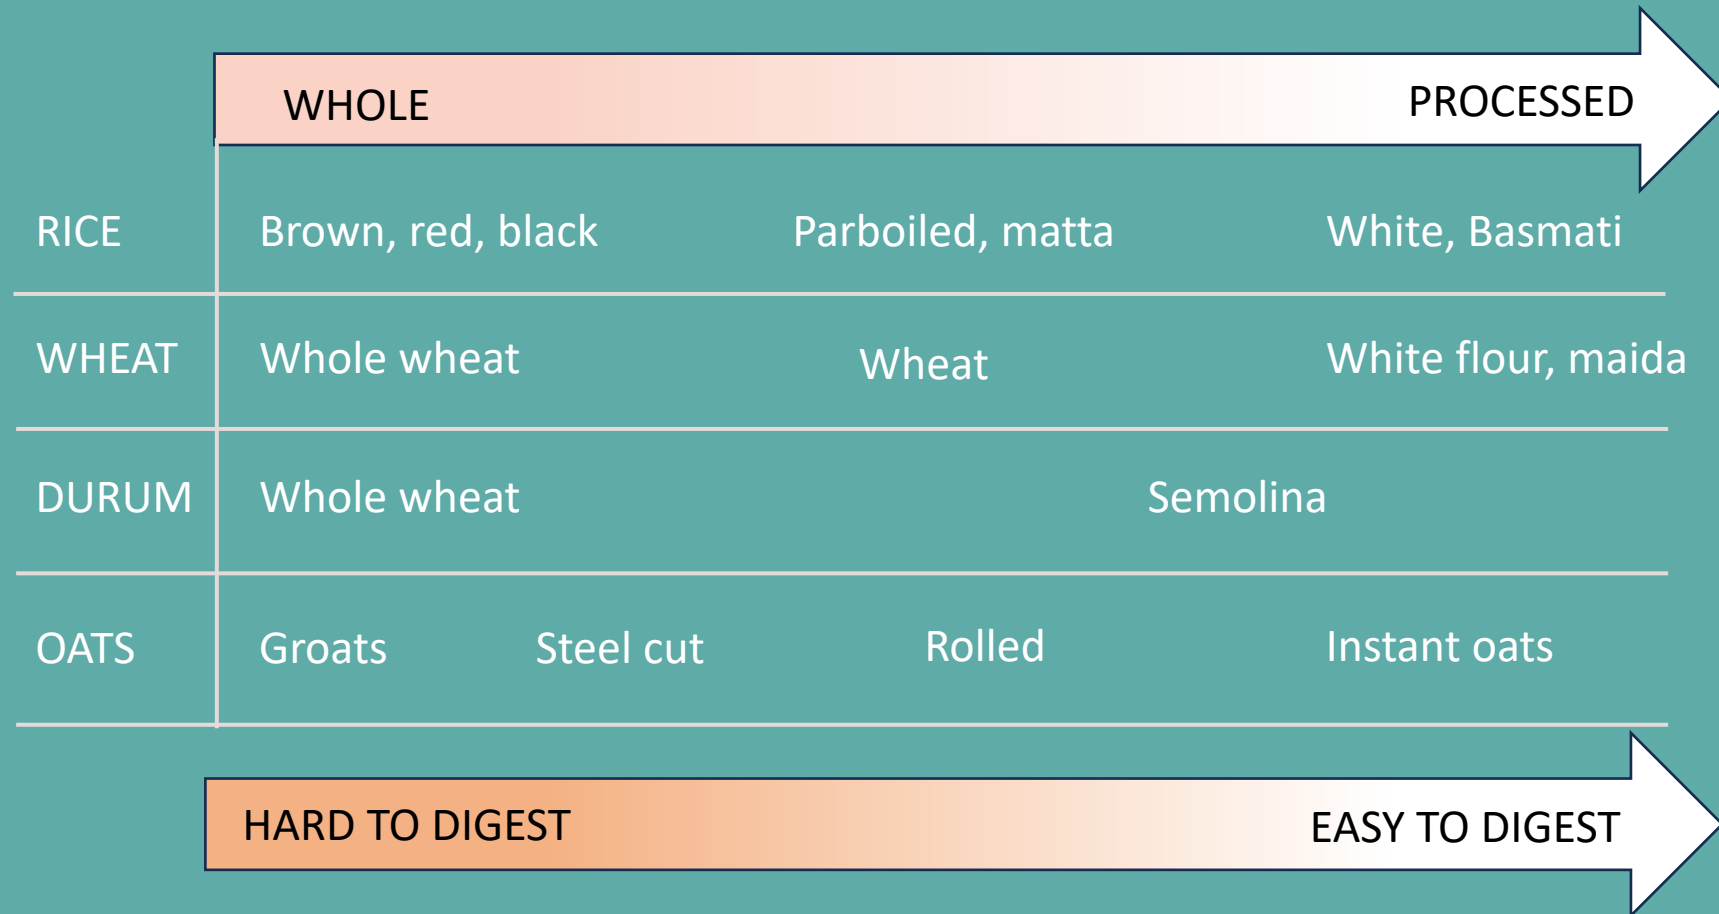 WHOLE PROCESSED
RICE Brown, red, black Parboiled, matta White, Basmati
WHEAT Whole wheat Wheat White flour, maida
DURUM Whole wheat Semolina
OATS Groats Steel cut Rolled Instant oats
HARD TO DIGEST EASY TO DIGEST